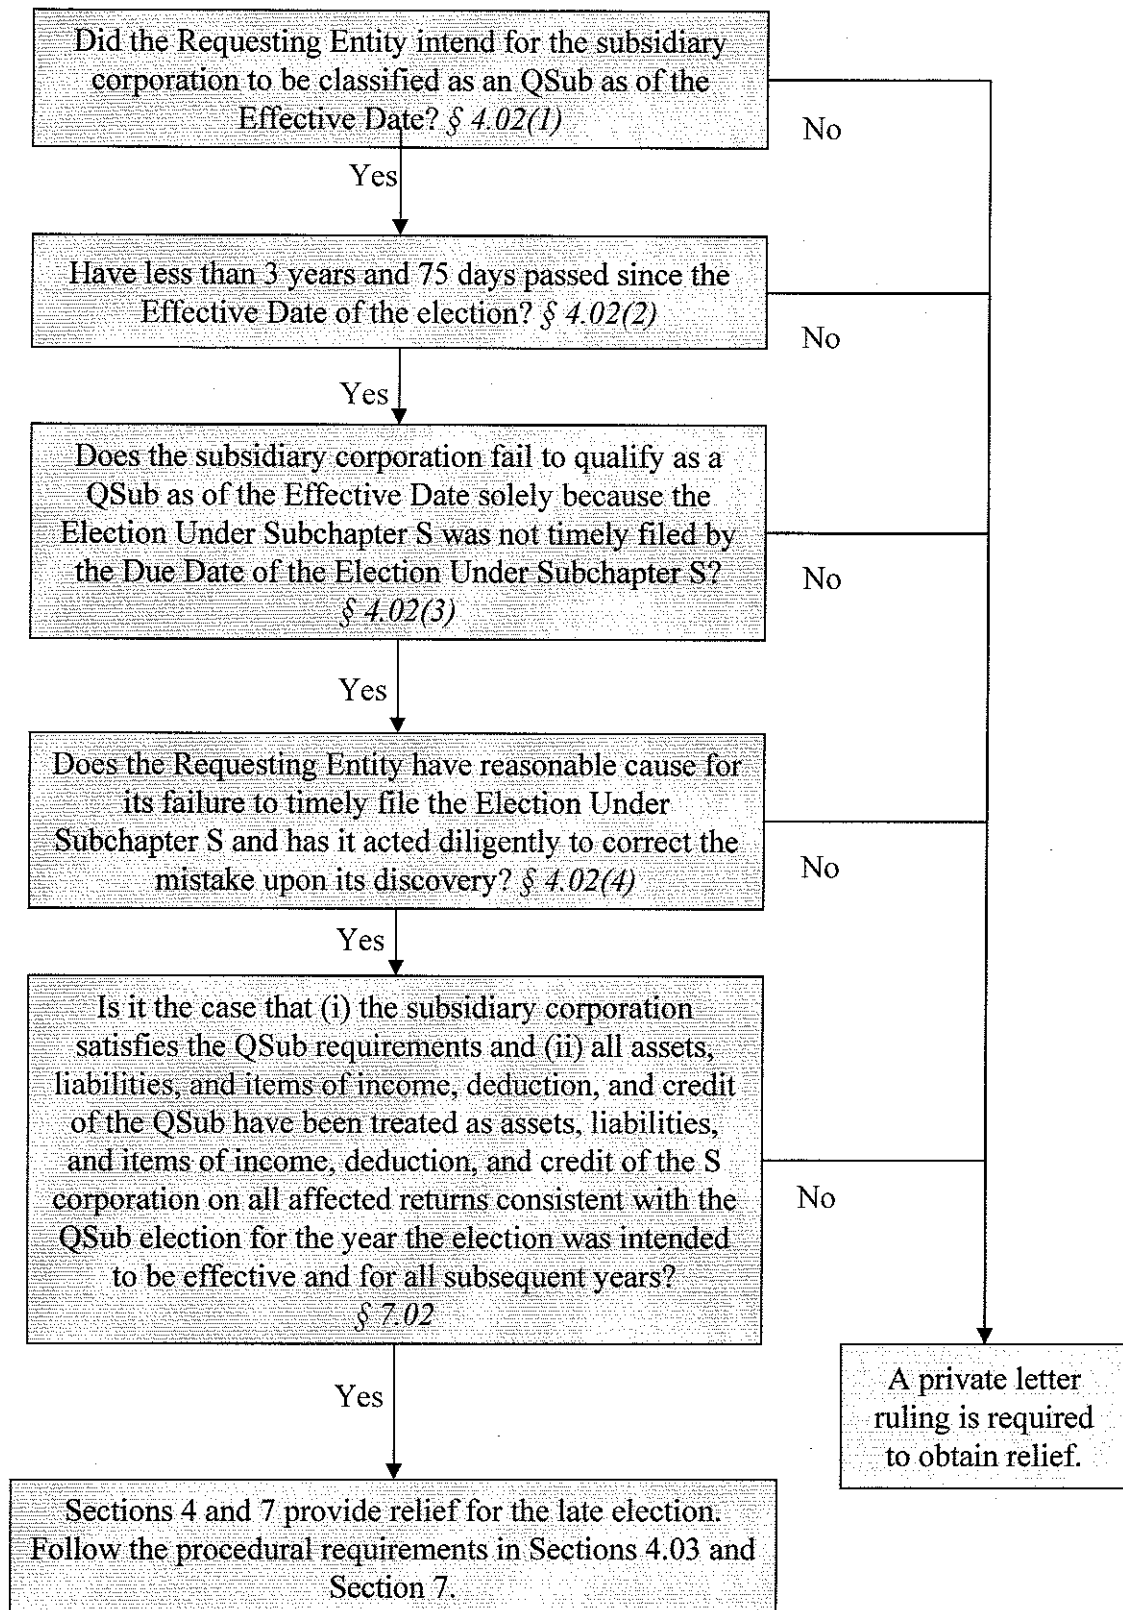 Did the Requesting Entity intend for the subsidiary
corporation to be classified as an QSub as of the
Effective Date? § 4.02(1)
No
Yes
Have less than 3 years and 75 days passed since the
Effective Date of the election? § 4.02(2)
No
Yes
Does the subsidiary corporation fail to qualify as a
QSub as of the Effective Date solely because the
Election Under Subchapter S was not timely filed by
the Due Date of the Election Under Subchapter S?
§ 4.02(3)
No
Yes
Does the Requesting Entity have reasonable cause for
its failure to timely file the Election Under
Subchapter S and has it acted diligently to correct the
mistake upon its discovery? § 4.02(4)
No
Yes
Is it the case that (i) the subsidiary corporation
satisfies the QSub requirements and (ii) all assets,
liabilities, and items of income, deduction, and credit
of the QSub have been treated as assets, liabilities,
and items of income, deduction, and credit of the S
corporation on all affected returns consistent with the
QSub election for the year the election was intended
to be effective and for all subsequent years?
§ 7.02
No
Yes
A private letter
ruling is required
to obtain relief.
Sections 4 and 7 provide relief for the late election.
Follow the procedural requirements in Sections 4.03 and
Section 7.